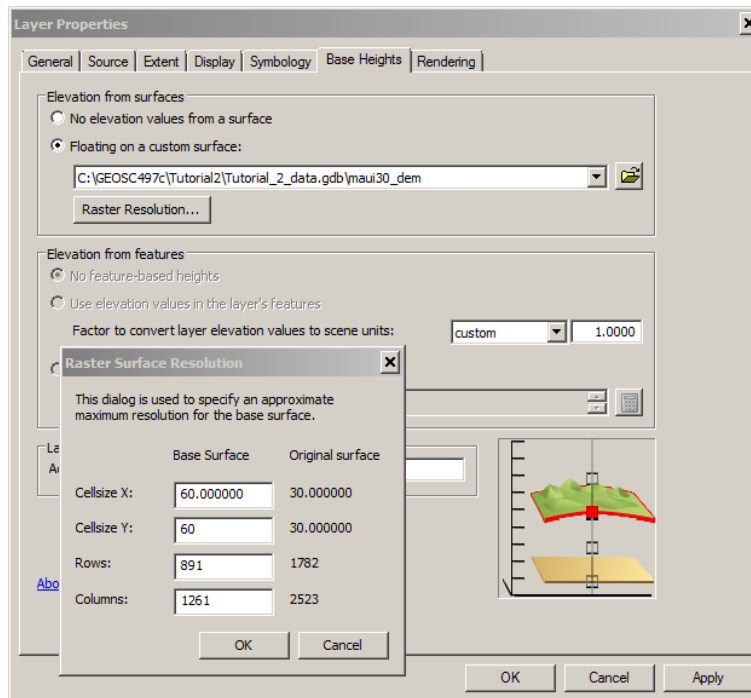 Layer Properties
General Source Extent Display Symbology Base Heights Rendering
Elevation from surfaces
No elevation values from a surface
Floating on a custom surface:
C:\GEOSC497c\Tutorial2\Tutorial_2_data.gdb\maui30_dem
Raster Resolution...
Elevation from features
No feature-based heights
Use elevation values in the layer's features
Factor to convert layer elevation values to scene units: custom 1.0000
Raster Surface Resolution
This dialog is used to specify an approximate
maximum resolution for the base surface.
Base Surface Original surface
Cellsize X: 60.000000 30.000000
Cellsize Y: 60 30.000000
Rows: 891 1782
Columns: 1261 2523
OK Cancel
La
Abo
OK Cancel Apply